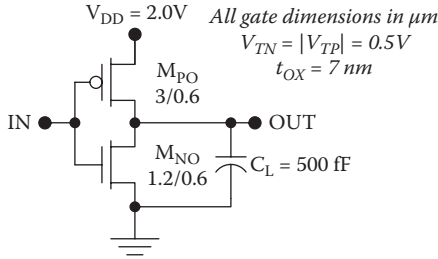 V_DD = 2.0V
All gate dimensions in μm
V_TN = |V_TP| = 0.5V
t_OX = 7 nm
M_PO
3/0.6
IN
OUT
M_NO
1.2/0.6
C_L = 500 fF